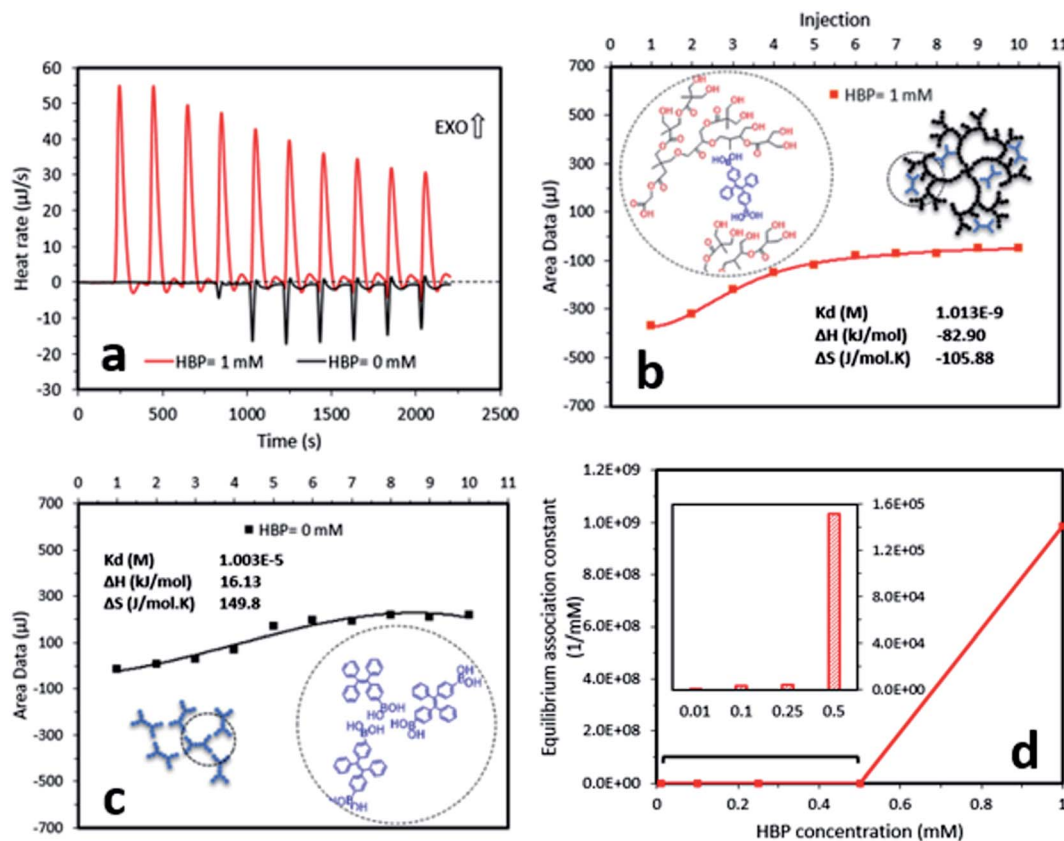 60
50
40
30
20
10
0
-10
-20
-30
Heat rate (µJ/s)
EXO
a
HBP= 1 mM
HBP= 0 mM
0 500 1000 1500 2000 2500
Time (s)
Injection
0 1 2 3 4 5 6 7 8 9 10 11
700
500
300
100
-100
-300
-500
-700
Area Data (µJ)
HBP= 1 mM
Kd (M) 1.013E-9
ΔH (kJ/mol) -82.90
ΔS (J/mol.K) -105.88
b
0 1 2 3 4 5 6 7 8 9 10 11
700
500
300
100
-100
-300
-500
-700
Area Data (µJ)
HBP= 0 mM
Kd (M) 1.003E-5
ΔH (kJ/mol) 16.13
ΔS (J/mol.K) 149.8
c
1.2E+09
1.0E+09
8.0E+08
6.0E+08
4.0E+08
2.0E+08
0.0E+00
Equilibrium association constant
(1/mM)
1.6E+05
1.2E+05
8.0E+04
4.0E+04
0.0E+00
0.01 0.1 0.25 0.5
d
0 0.2 0.4 0.6 0.8 1
HBP concentration (mM)